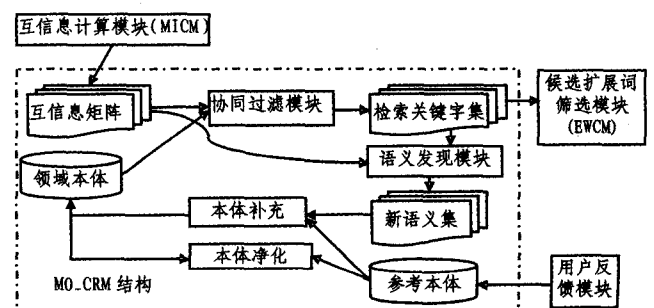 互信息计算模块(MICM)
互信息矩阵
协同过滤模块
检索关键字集
候选扩展词
筛选模块
(EWCM)
语义发现模块
领域本体
本体补充
新语义集
本体净化
MO_CRM 结构
参考本体
用户反
馈模块